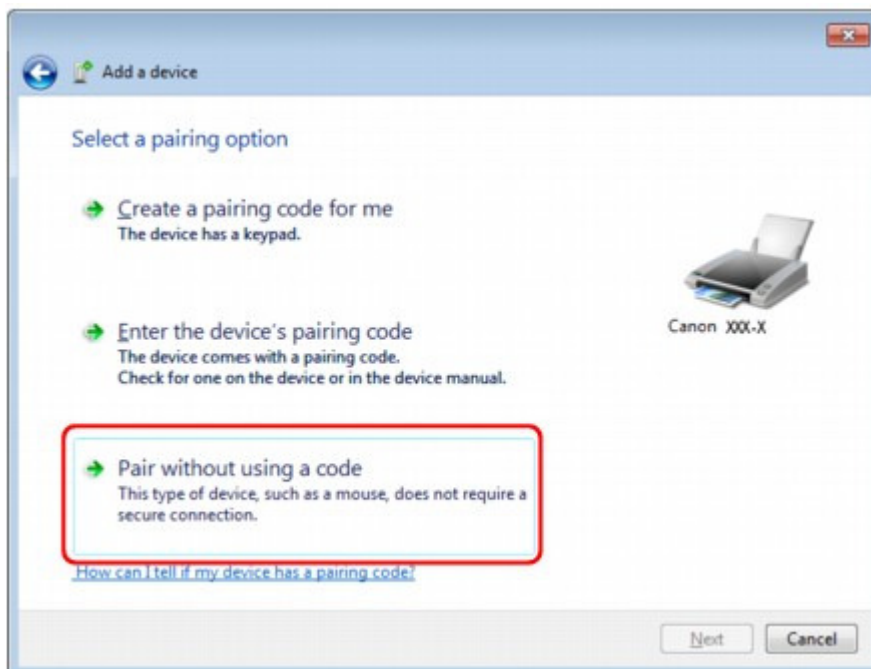 Add a device
Select a pairing option
Create a pairing code for me
The device has a keypad.
Enter the device's pairing code
The device comes with a pairing code.
Check for one on the device or in the device manual.
Canon XXX-X
Pair without using a code
This type of device, such as a mouse, does not require a
secure connection.
How can I tell if my device has a pairing code?
Next
Cancel